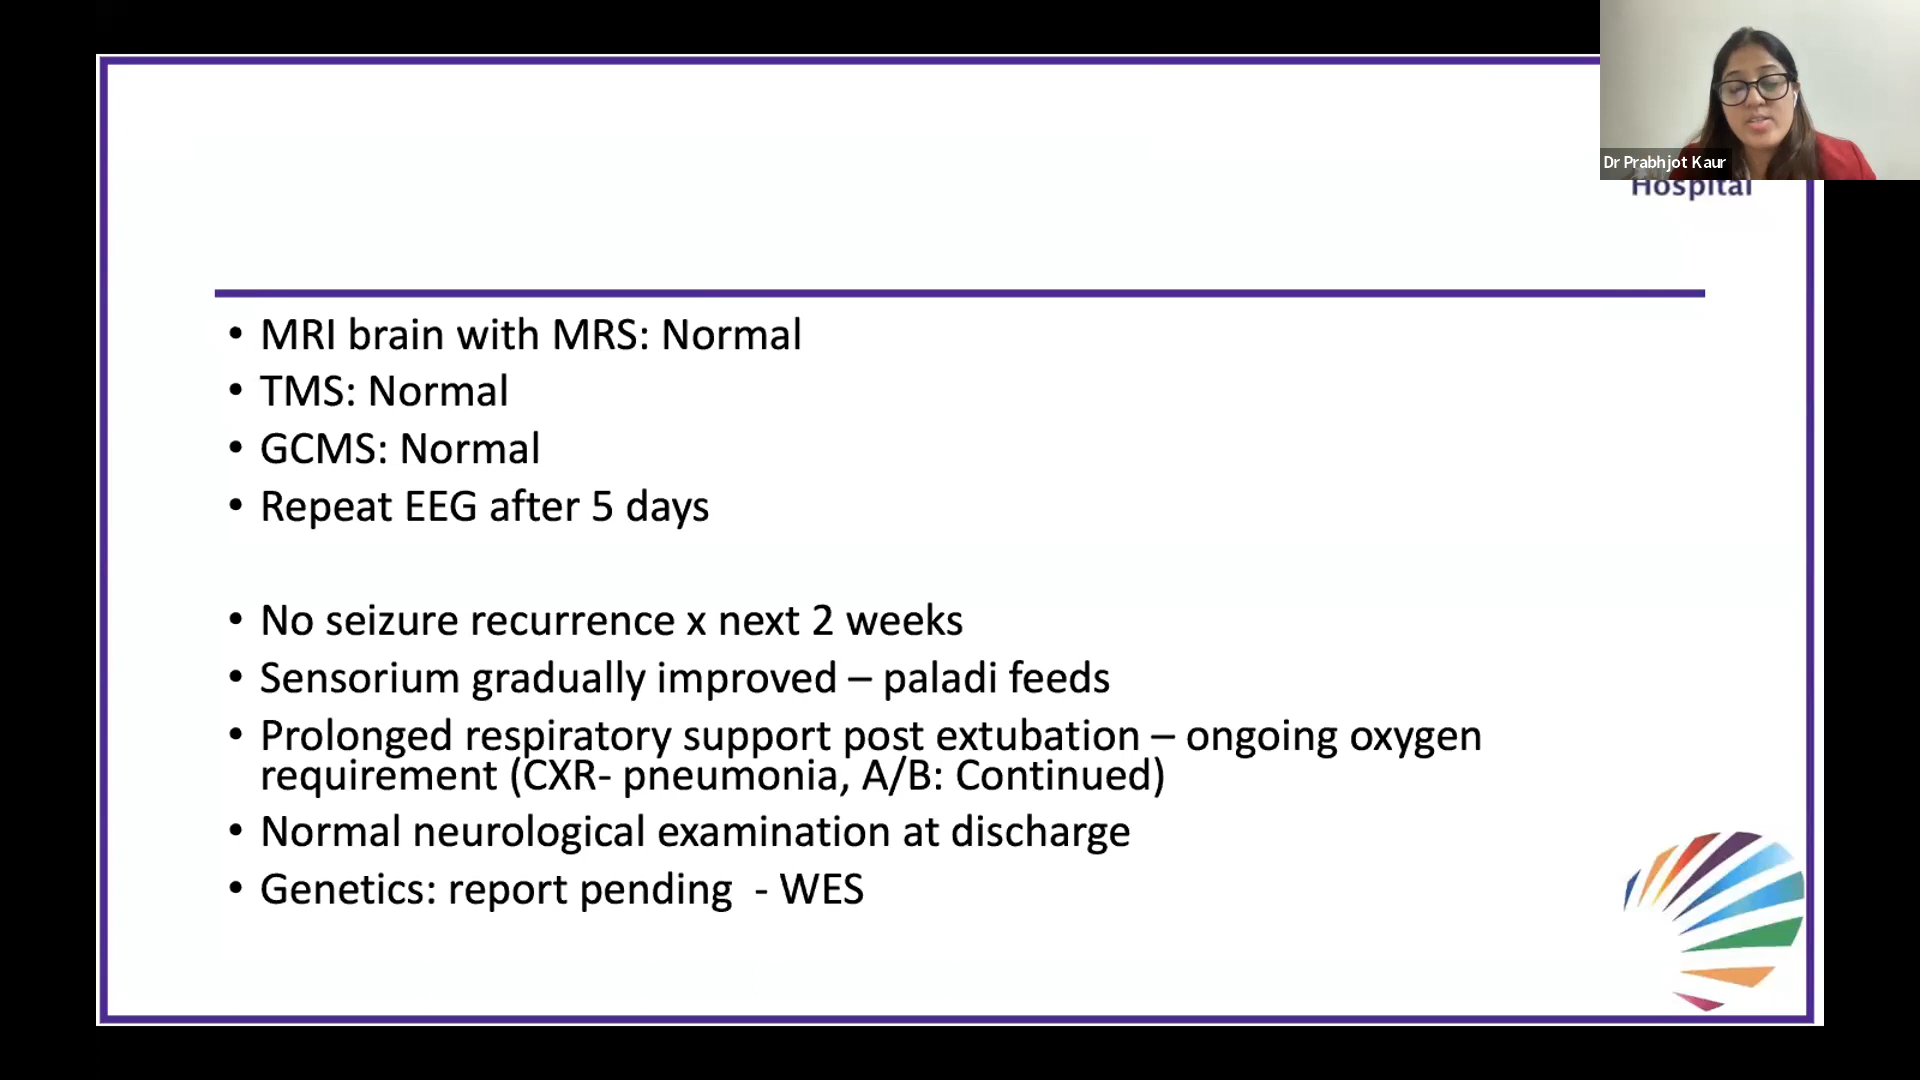 Dr Prabhjot Kaur
Hospital
• MRI brain with MRS: Normal
• TMS: Normal
• GCMS: Normal
• Repeat EEG after 5 days
• No seizure recurrence x next 2 weeks
• Sensorium gradually improved – paladi feeds
• Prolonged respiratory support post extubation – ongoing oxygen
requirement (CXR- pneumonia, A/B: Continued)
• Normal neurological examination at discharge
• Genetics: report pending  - WES